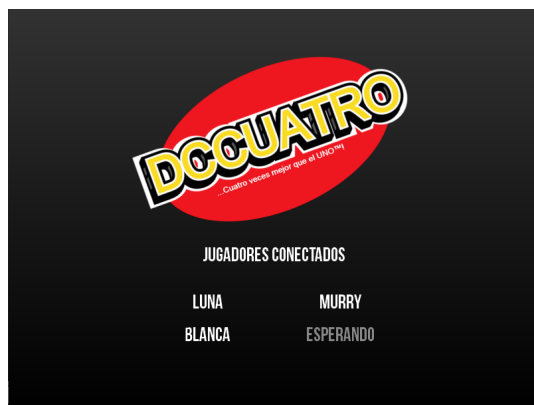 DCCUATRO
...Cuatro veces mejor que el UNO™!
JUGADORES CONECTADOS
LUNA MURRY
BLANCA ESPERANDO